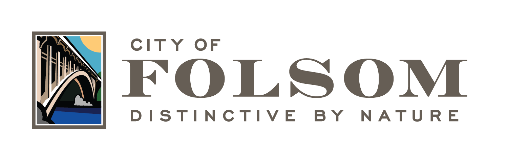 CITY OF
FOLSOM
DISTINCTIVE BY NATURE